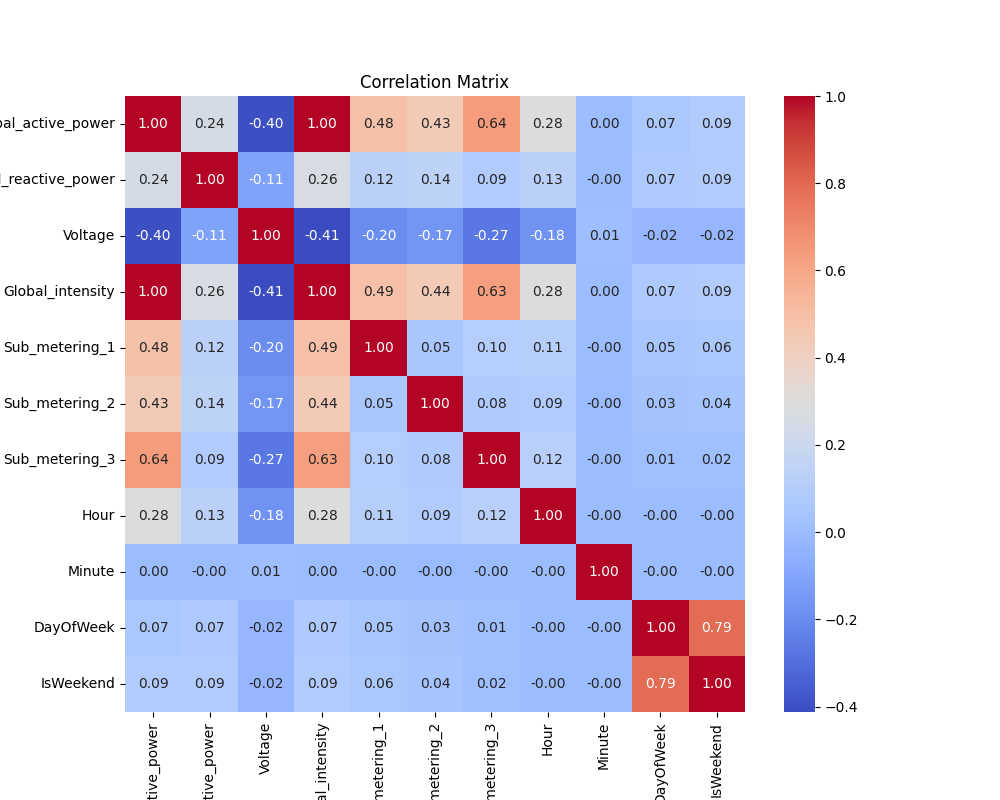 Correlation Matrix
bal_active_power 1.00 0.24 -0.40 1.00 0.48 0.43 0.64 0.28 0.00 0.07 0.09
l_reactive_power 0.24 1.00 -0.11 0.26 0.12 0.14 0.09 0.13 -0.00 0.07 0.09
Voltage -0.40 -0.11 1.00 -0.41 -0.20 -0.17 -0.27 -0.18 0.01 -0.02 -0.02
Global_intensity 1.00 0.26 -0.41 1.00 0.49 0.44 0.63 0.28 0.00 0.07 0.09
Sub_metering_1 0.48 0.12 -0.20 0.49 1.00 0.05 0.10 0.11 -0.00 0.05 0.06
Sub_metering_2 0.43 0.14 -0.17 0.44 0.05 1.00 0.08 0.09 -0.00 0.03 0.04
Sub_metering_3 0.64 0.09 -0.27 0.63 0.10 0.08 1.00 0.12 -0.00 0.01 0.02
Hour 0.28 0.13 -0.18 0.28 0.11 0.09 0.12 1.00 -0.00 -0.00 -0.00
Minute 0.00 -0.00 0.01 0.00 -0.00 -0.00 -0.00 -0.00 1.00 -0.00 -0.00
DayOfWeek 0.07 0.07 -0.02 0.07 0.05 0.03 0.01 -0.00 -0.00 1.00 0.79
IsWeekend 0.09 0.09 -0.02 0.09 0.06 0.04 0.02 -0.00 -0.00 0.79 1.00
tive_power
ctive_power
Voltage
al_intensity
metering_1
metering_2
metering_3
Hour
Minute
DayOfWeek
IsWeekend
1.0
0.8
0.6
0.4
0.2
0.0
−0.2
−0.4